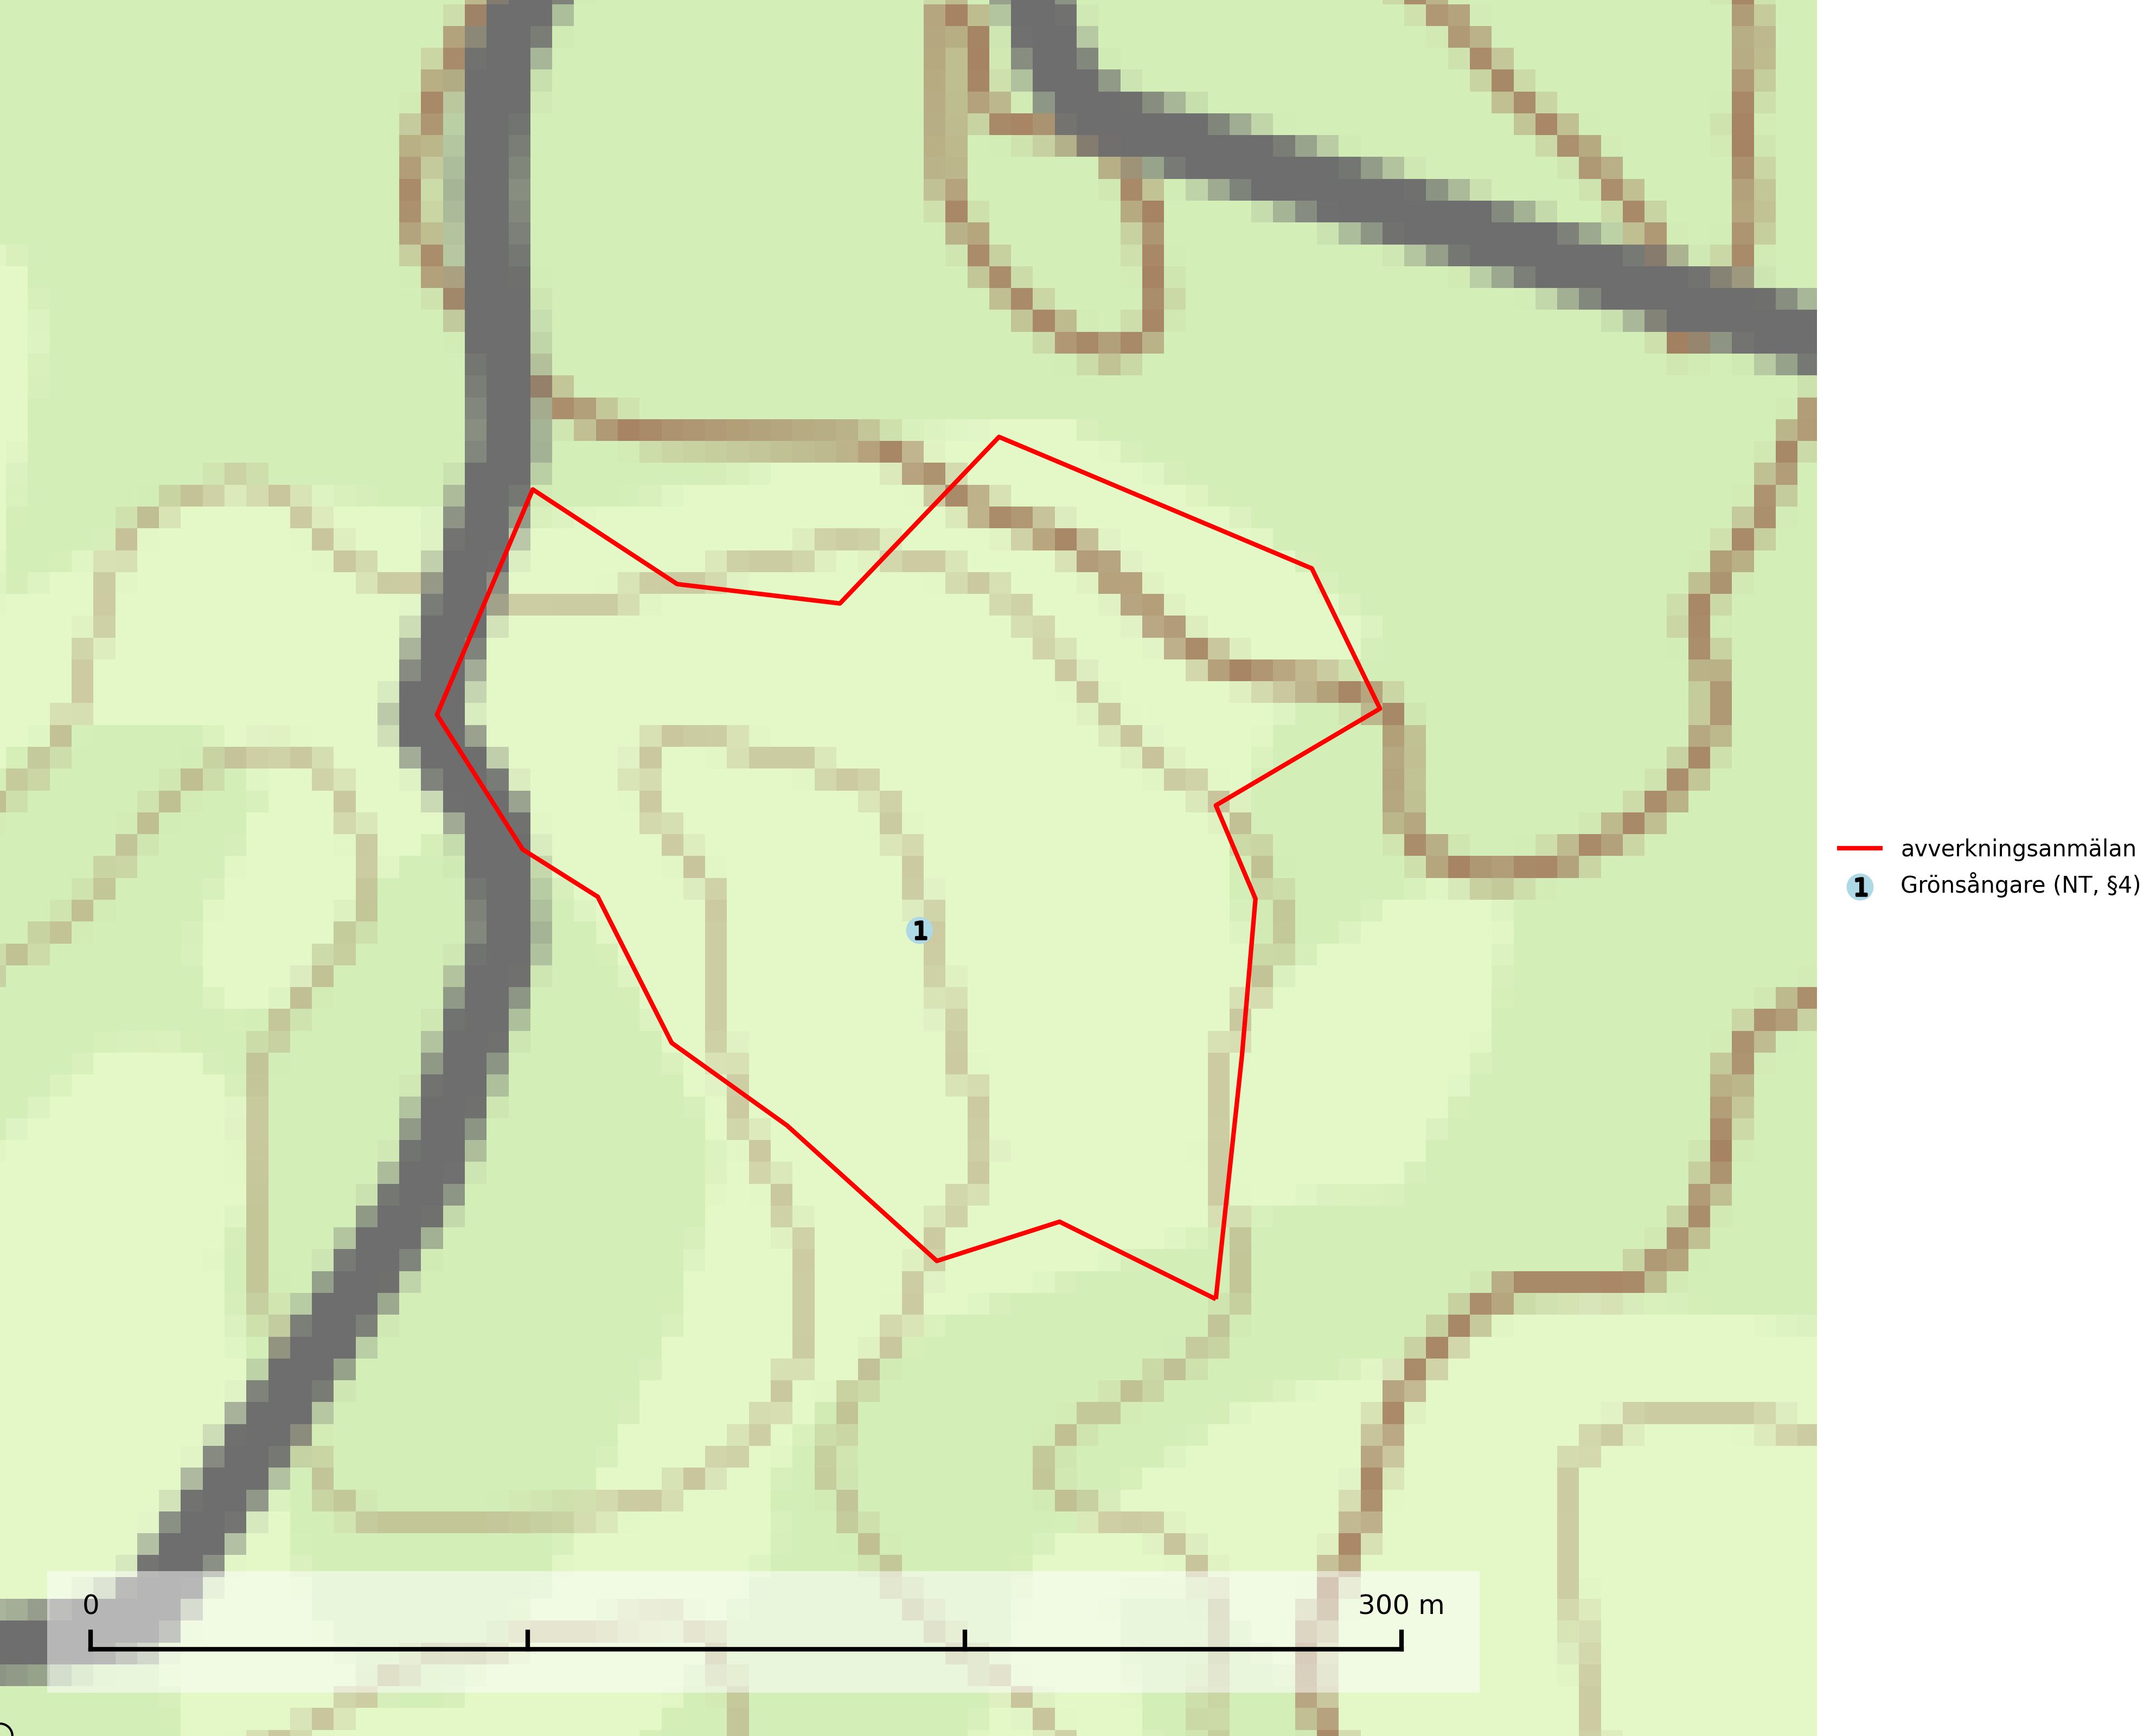 avverkningsanmälan
1 Grönsångare (NT, §4)
1
0 300 m